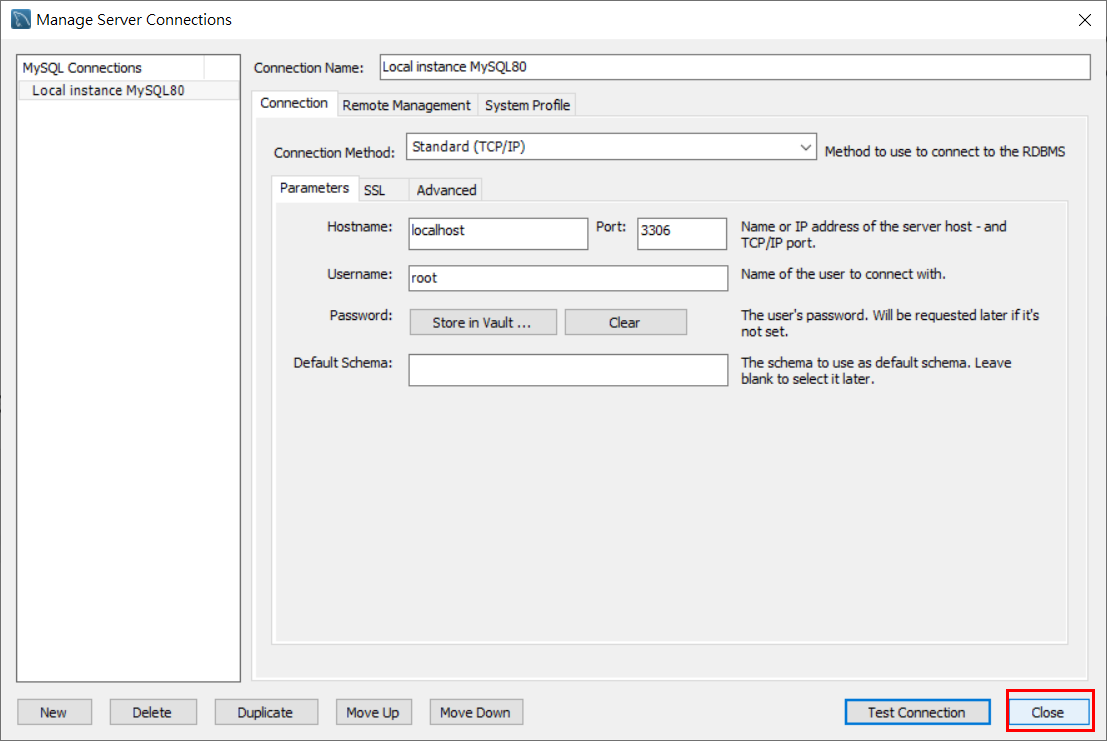 Manage Server Connections
MySQL Connections
Local instance MySQL80
Connection Name: Local instance MySQL80
Connection Remote Management System Profile
Connection Method: Standard (TCP/IP) Method to use to connect to the RDBMS
Parameters SSL Advanced
Hostname: localhost Port: 3306 Name or IP address of the server host - and
TCP/IP port.
Username: root Name of the user to connect with.
Password: Store in Vault ... Clear The user's password. Will be requested later if it's
not set.
Default Schema: The schema to use as default schema. Leave
blank to select it later.
New Delete Duplicate Move Up Move Down Test Connection Close